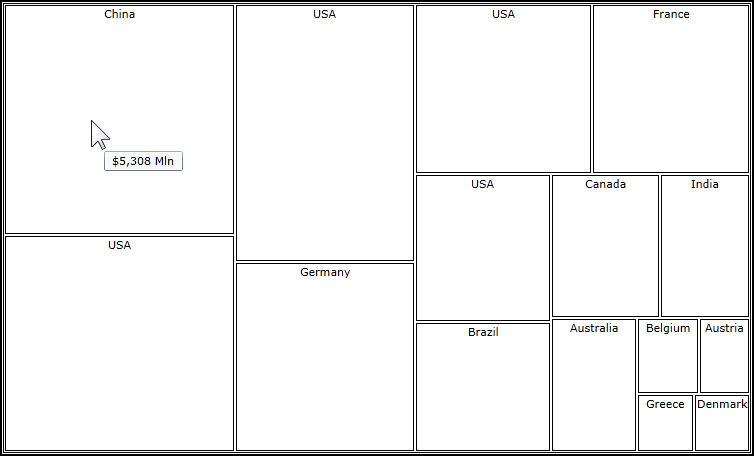 China
USA
USA
France
$5,308 Mln
USA
Canada
India
USA
Germany
Brazil
Australia
Belgium
Austria
Greece
Denmark